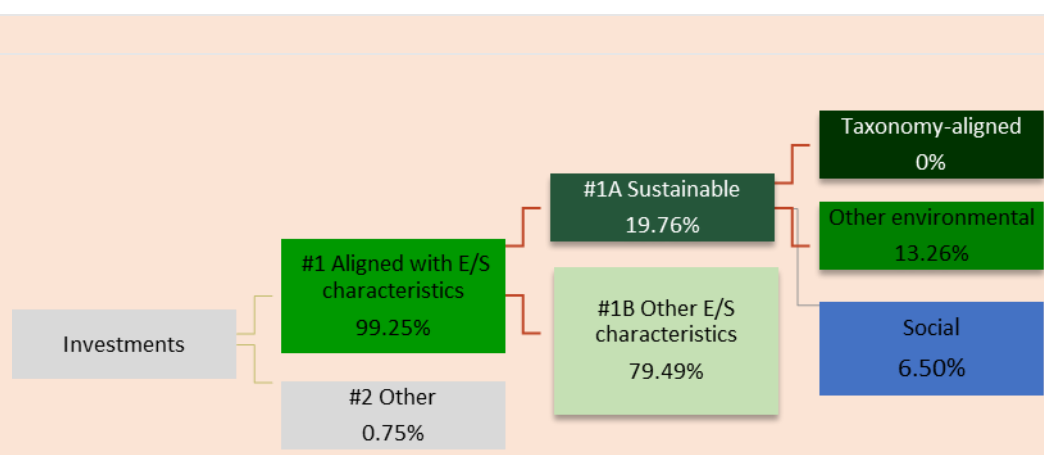 Investments
#1 Aligned with E/S
characteristics
99.25%
#2 Other
0.75%
#1A Sustainable
19.76%
#1B Other E/S
characteristics
79.49%
Taxonomy-aligned
0%
Other environmental
13.26%
Social
6.50%